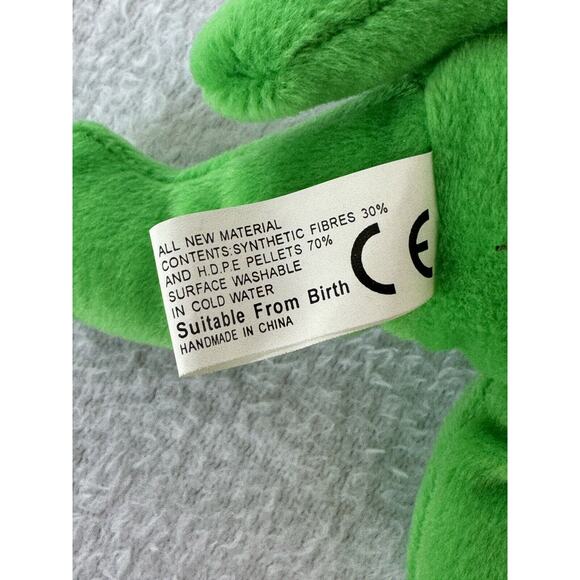 ALL NEW MATERIAL
CONTENTS:SYNTHETIC FIBRES 30%
AND H.D.P.E PELLETS 70%
SURFACE WASHABLE
IN COLD WATER
Suitable From Birth
HANDMADE IN CHINA
CE